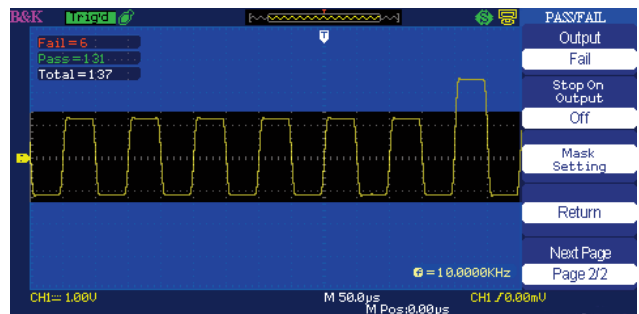 B&K Trig'd PASS/FAIL
T
Fail=6
Pass=131
Total=137
Output
Fail
Stop On
Output
Off
Mask
Setting
Return
Next Page
Page 2/2
=10.0000KHz
CH1 1.00V M 50.0µs CH1 0.00mV
M Pos:0.00µs